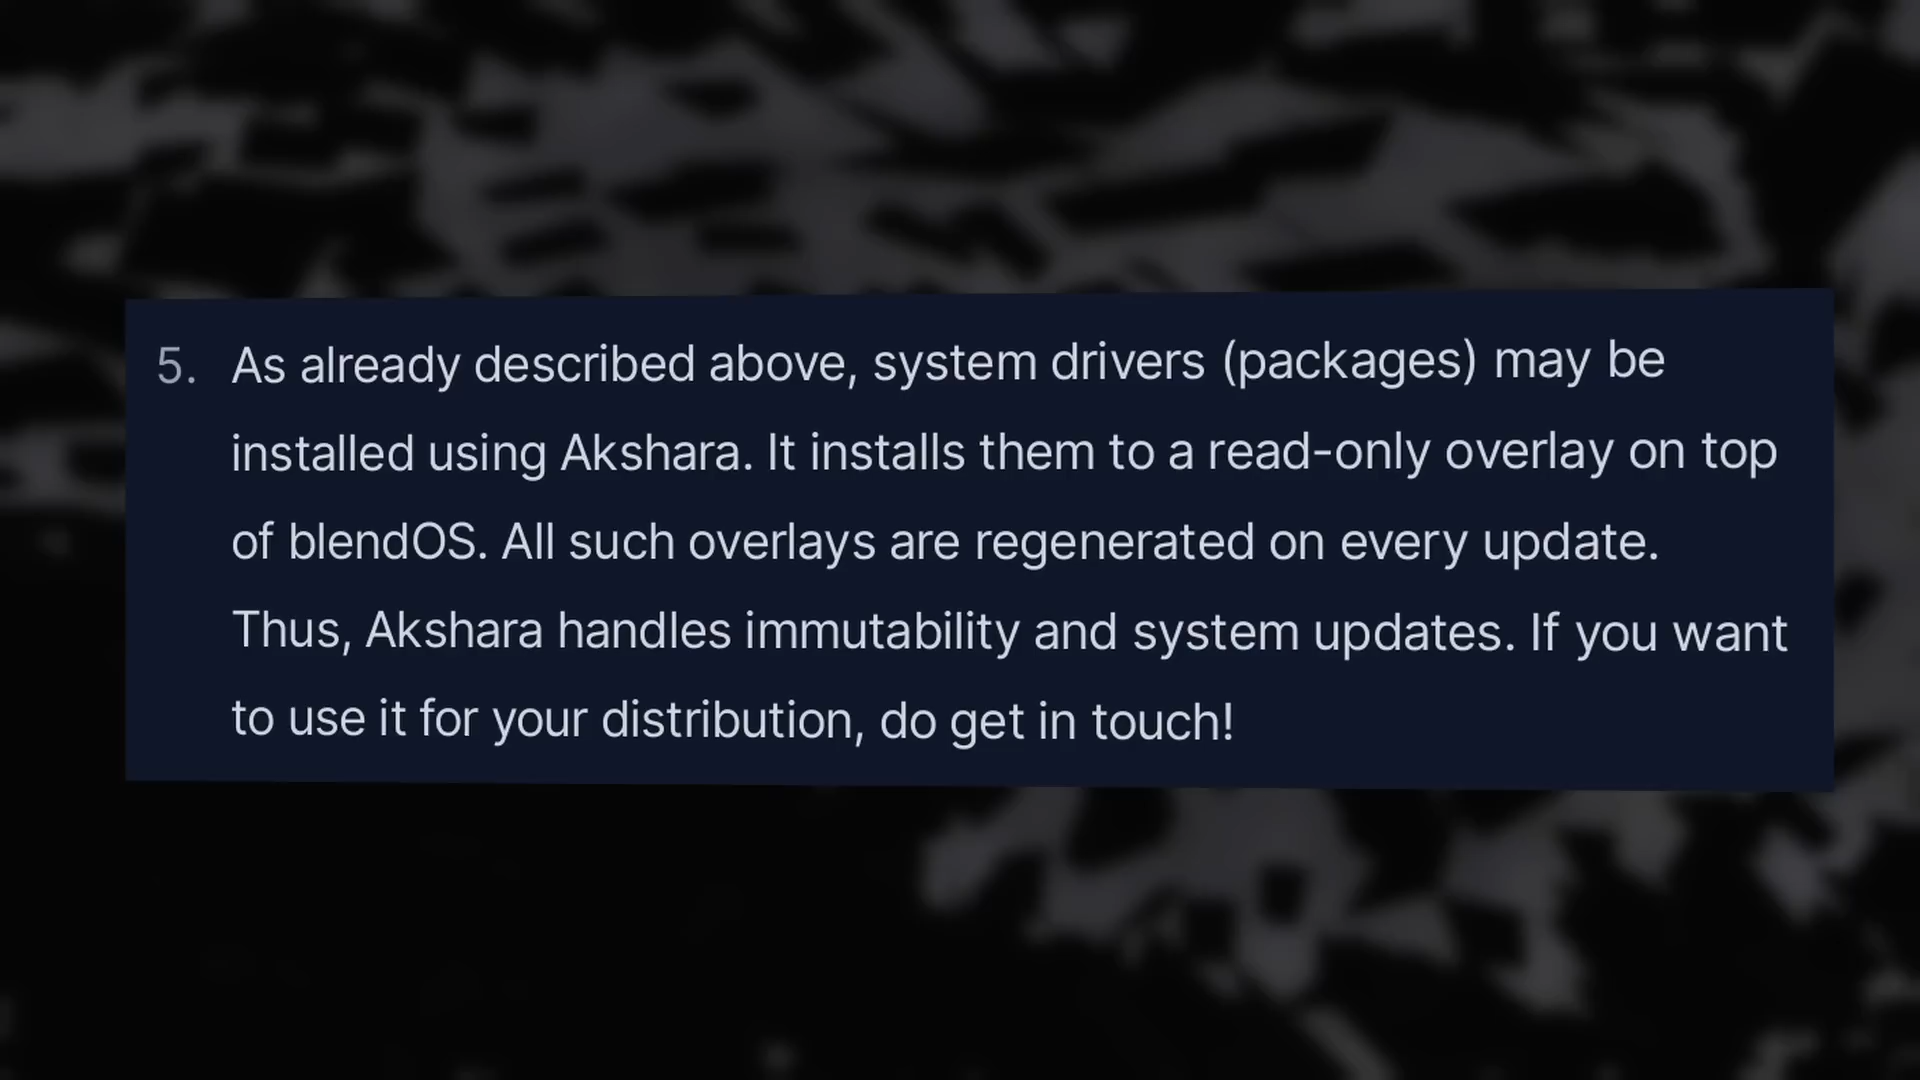 5. As already described above, system drivers (packages) may be
installed using Akshara. It installs them to a read-only overlay on top
of blendOS. All such overlays are regenerated on every update.
Thus, Akshara handles immutability and system updates. If you want
to use it for your distribution, do get in touch!